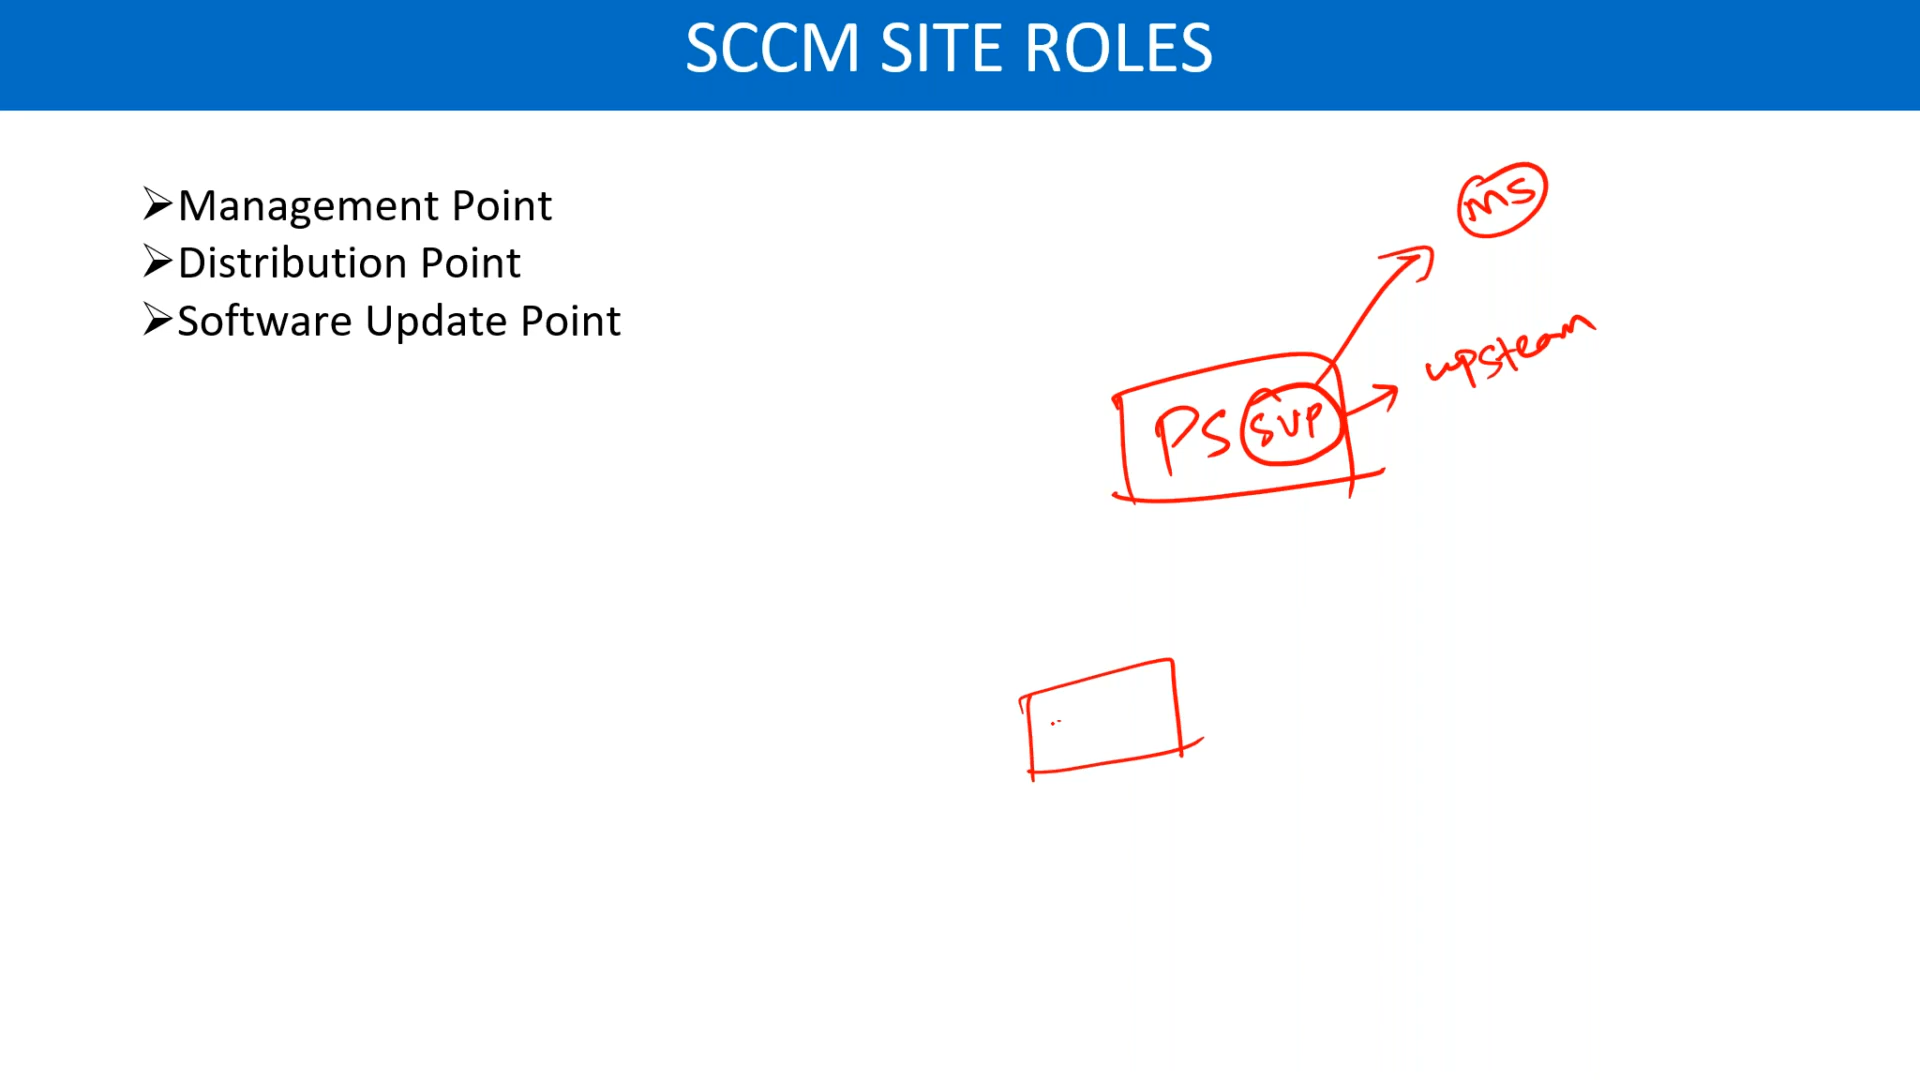 SCCM SITE ROLES
➢Management Point
➢Distribution Point
➢Software Update Point
MS
upsteam
PS SUP